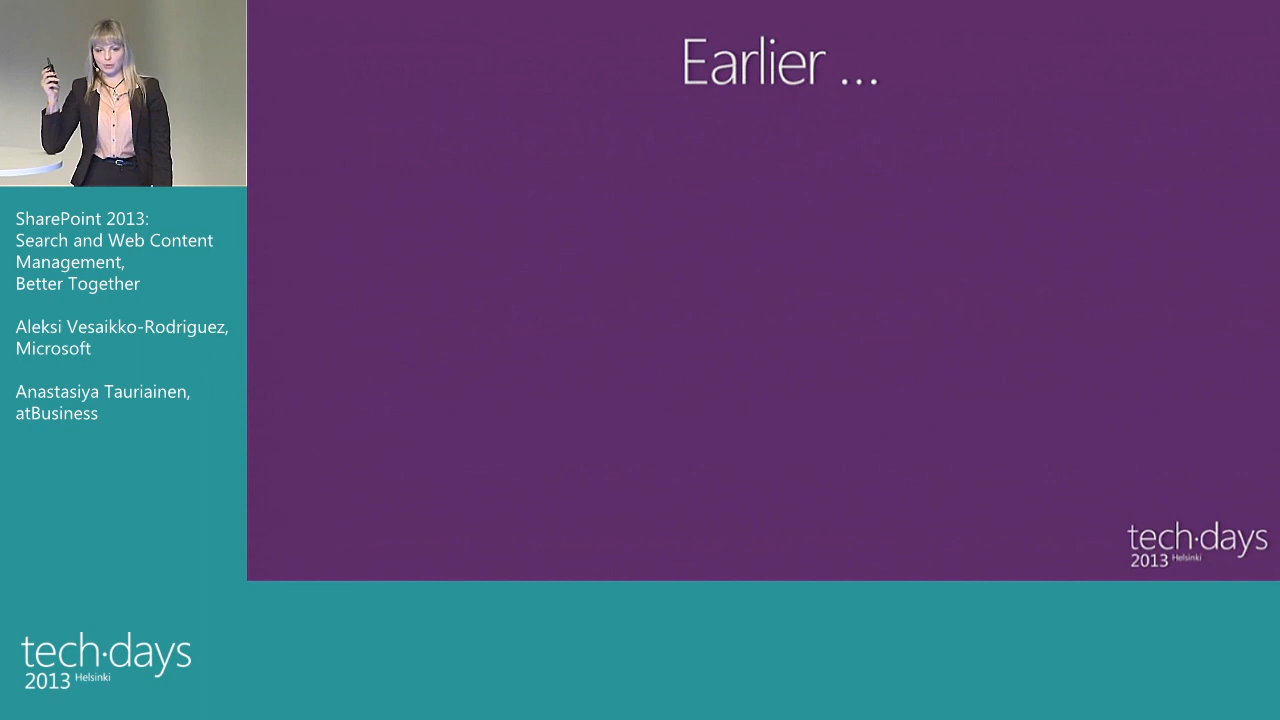 Earlier ...
SharePoint 2013:
Search and Web Content
Management,
Better Together
Aleksi Vesaikko-Rodriguez,
Microsoft
Anastasiya Tauriainen,
atBusiness
tech·days
2013 Helsinki
tech·days
2013 Helsinki